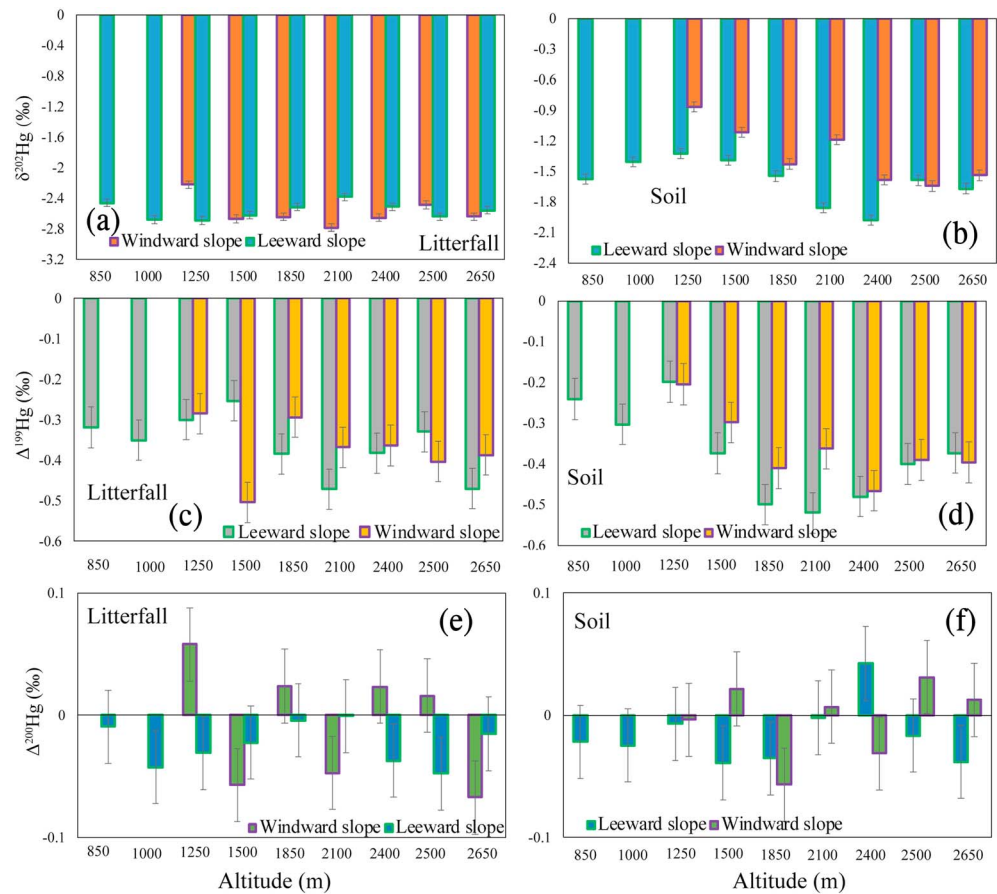 0
-0.4
-0.8
-1.2
-1.6
-2
-2.4
-2.8
-3.2
δ²⁰²Hg (‰)
(a)
Windward slope Leeward slope
Litterfall
850 1000 1250 1500 1850 2100 2400 2500 2650
0
-0.3
-0.6
-0.9
-1.2
-1.5
-1.8
-2.1
-2.4
Soil
(b)
Leeward slope Windward slope
850 1000 1250 1500 1850 2100 2400 2500 2650
0
-0.1
-0.2
-0.3
-0.4
-0.5
-0.6
Δ¹⁹⁹Hg (‰)
Litterfall
(c)
Leeward slope Windward slope
850 1000 1250 1500 1850 2100 2400 2500 2650
0
-0.1
-0.2
-0.3
-0.4
-0.5
-0.6
Soil
(d)
Leeward slope Windward slope
850 1000 1250 1500 1850 2100 2400 2500 2650
0.1
0
-0.1
Δ²⁰⁰Hg (‰)
Litterfall
(e)
Windward slope Leeward slope
850 1000 1250 1500 1850 2100 2400 2500 2650
Altitude (m)
0.1
0
-0.1
Soil
(f)
Leeward slope Windward slope
850 1000 1250 1500 1850 2100 2400 2500 2650
Altitude (m)